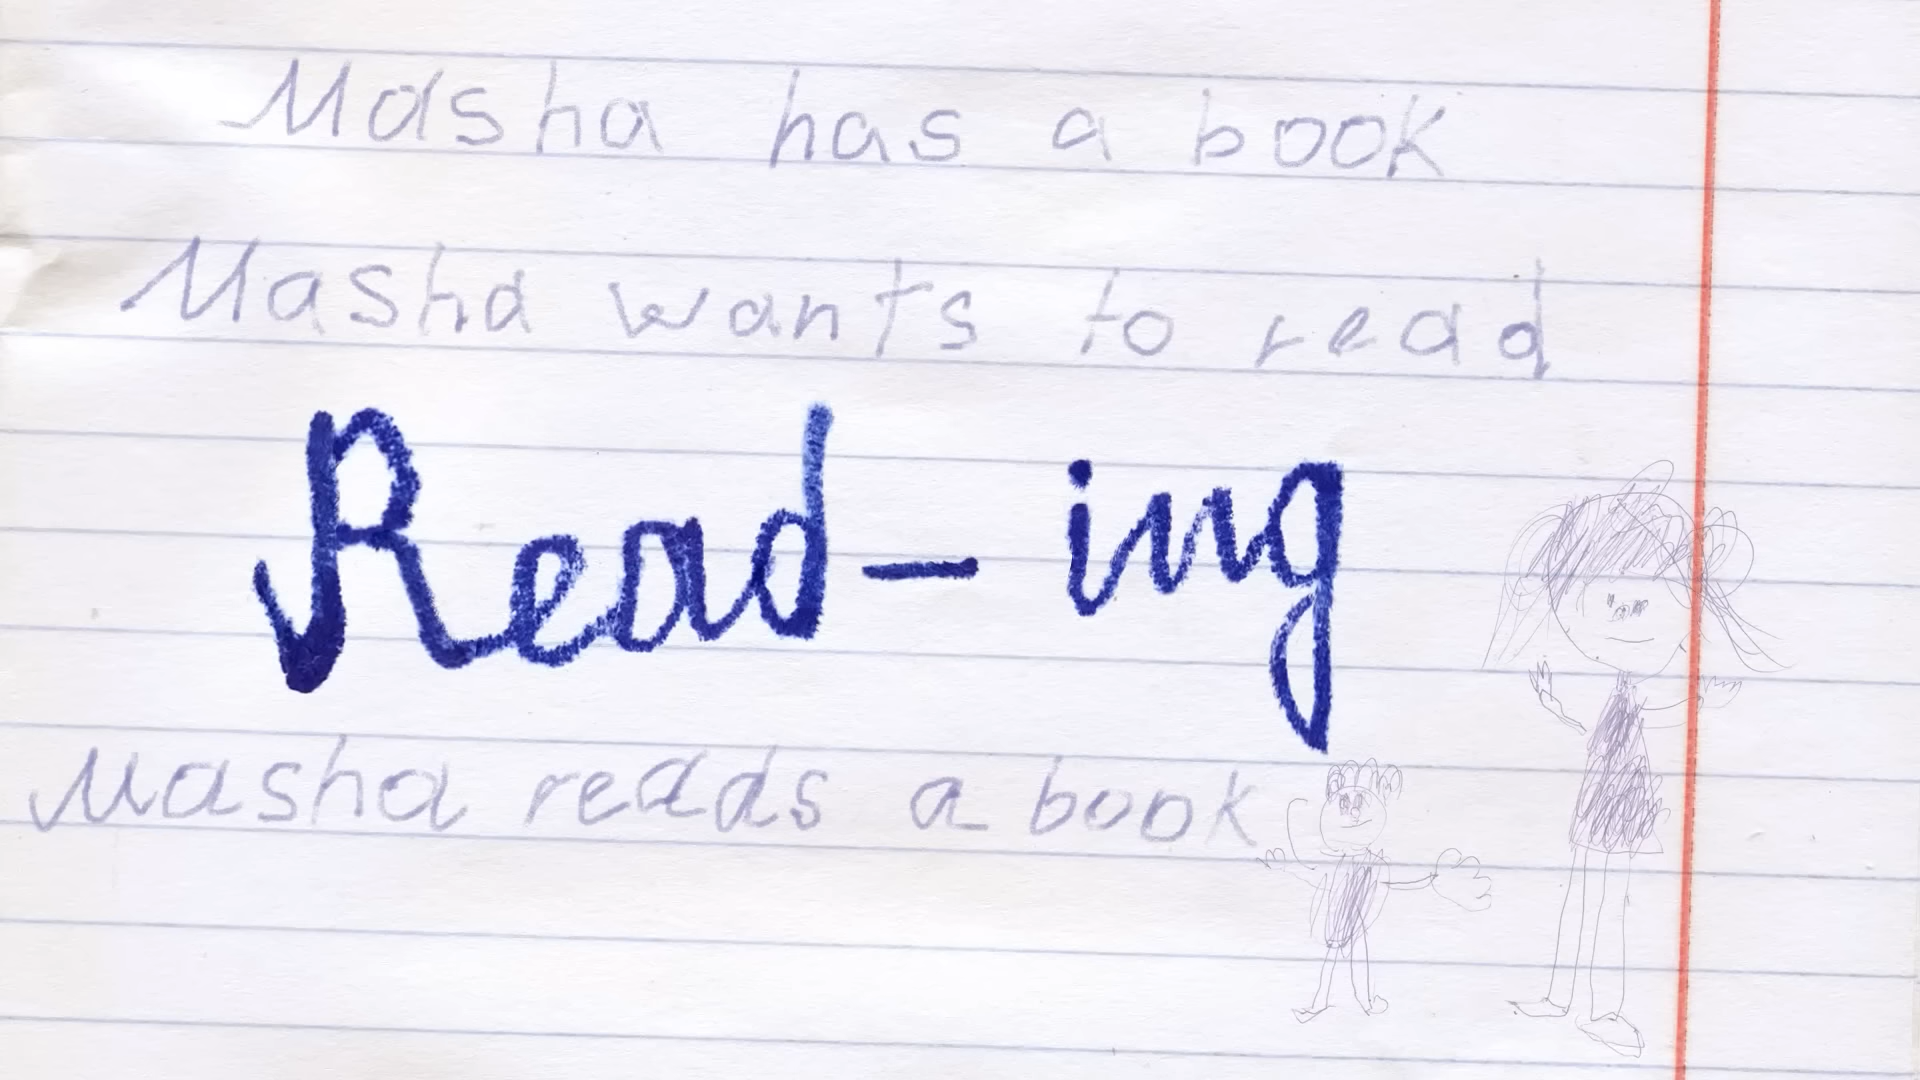 Masha has a book
Masha wants to read
Read - ing
Masha reads a book